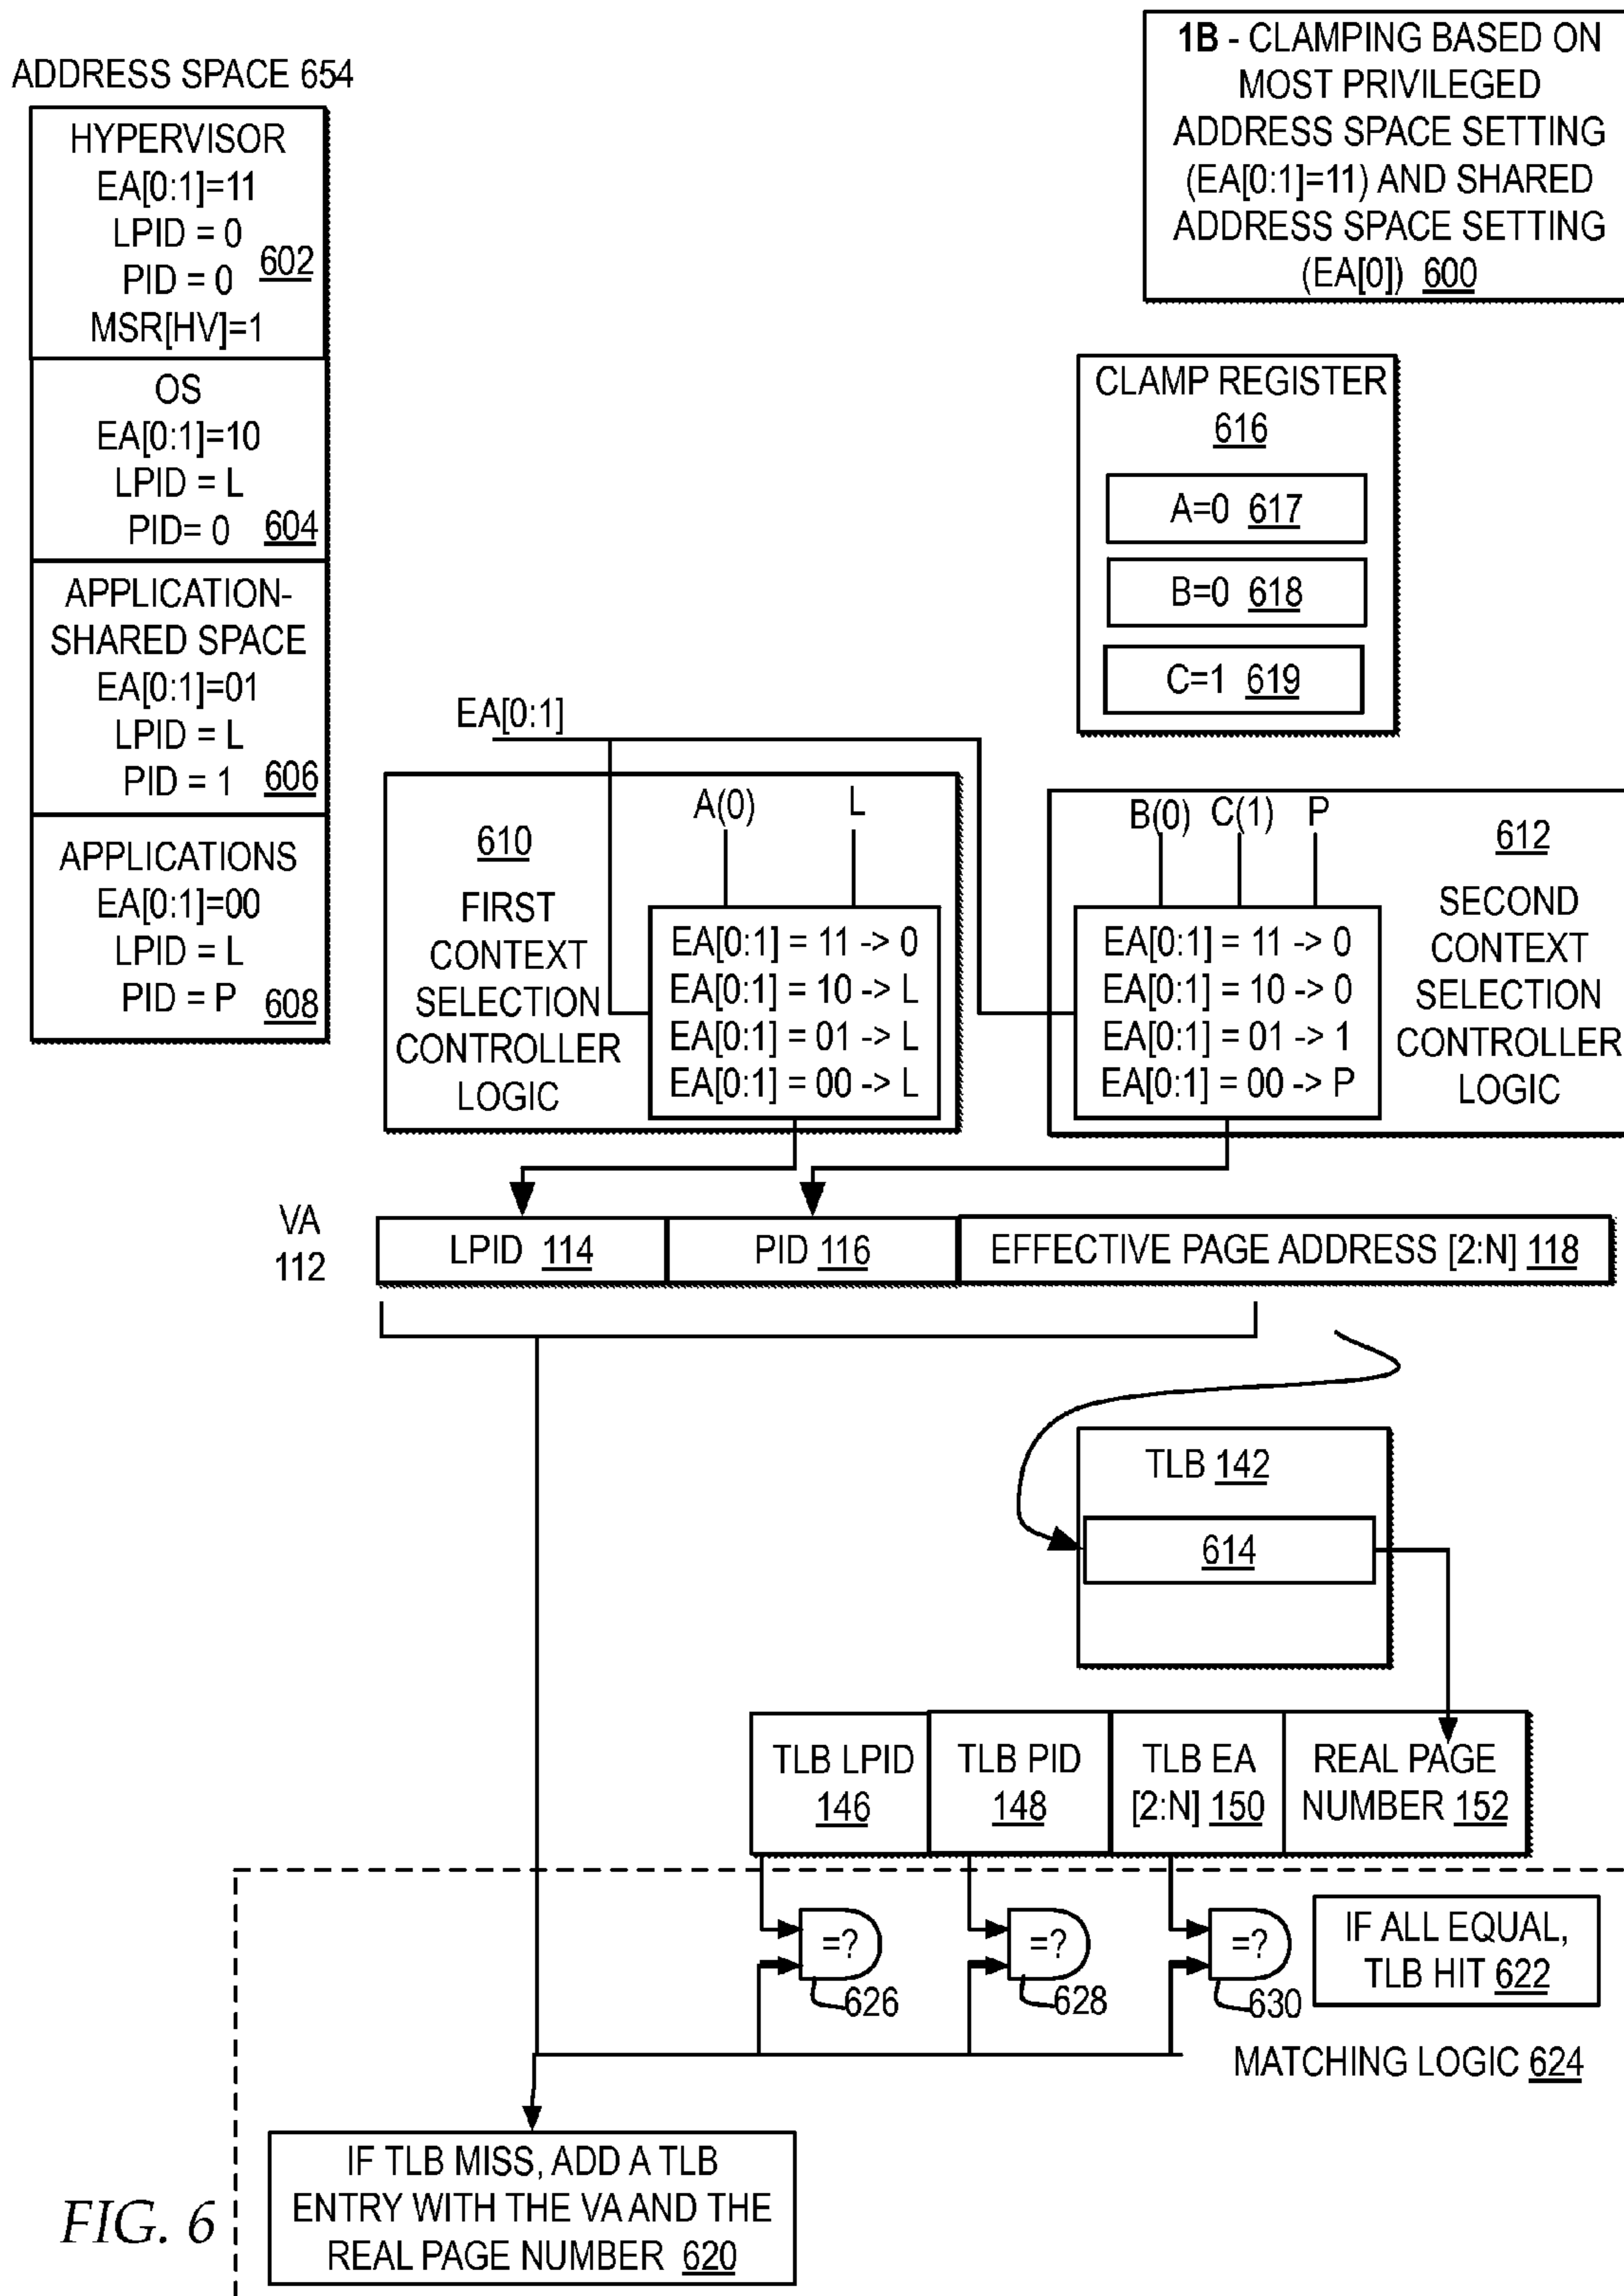 1B - CLAMPING BASED ON
MOST PRIVILEGED
ADDRESS SPACE SETTING
(EA[0:1]=11) AND SHARED
ADDRESS SPACE SETTING
(EA[0]) 600
ADDRESS SPACE 654
HYPERVISOR
EA[0:1]=11
LPID = 0
PID = 0 602
MSR[HV]=1
OS
EA[0:1]=10
LPID = L
PID= 0 604
APPLICATION-
SHARED SPACE
EA[0:1]=01
LPID = L
PID = 1 606
APPLICATIONS
EA[0:1]=00
LPID = L
PID = P 608
CLAMP REGISTER
616
A=0 617
B=0 618
C=1 619
EA[0:1]
610
FIRST
CONTEXT
SELECTION
CONTROLLER
LOGIC
A(0) L
EA[0:1] = 11 -> 0
EA[0:1] = 10 -> L
EA[0:1] = 01 -> L
EA[0:1] = 00 -> L
B(0) C(1) P
EA[0:1] = 11 -> 0
EA[0:1] = 10 -> 0
EA[0:1] = 01 -> 1
EA[0:1] = 00 -> P
612
SECOND
CONTEXT
SELECTION
CONTROLLER
LOGIC
VA
112
LPID 114
PID 116
EFFECTIVE PAGE ADDRESS [2:N] 118
TLB 142
614
TLB LPID
146
TLB PID
148
TLB EA
[2:N] 150
REAL PAGE
NUMBER 152
=?
626
=?
628
=?
630
IF ALL EQUAL,
TLB HIT 622
MATCHING LOGIC 624
IF TLB MISS, ADD A TLB
ENTRY WITH THE VA AND THE
REAL PAGE NUMBER 620
FIG. 6